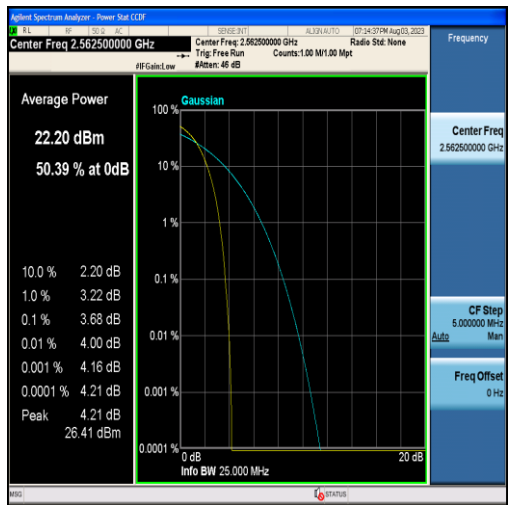 Agilent Spectrum Analyzer - Power Stat CCDF
RL RF 50 Ω AC SENSE:INT ALIGN AUTO 07:14:37 PM Aug 03, 2023
Center Freq 2.562500000 GHz
Center Freq: 2.562500000 GHz Radio Std: None
Trig: Free Run Counts:1.00 M/1.00 Mpt
#IFGain:Low #Atten: 46 dB
Frequency
Average Power
22.20 dBm
50.39 % at 0dB
10.0 % 2.20 dB
1.0 % 3.22 dB
0.1 % 3.68 dB
0.01 % 4.00 dB
0.001 % 4.16 dB
0.0001 % 4.21 dB
Peak 4.21 dB
26.41 dBm
Gaussian
100 %
10 %
1 %
0.1 %
0.01 %
0.001 %
0.0001 %
0 dB 20 dB
Info BW 25.000 MHz
Center Freq
2.562500000 GHz
CF Step
5.000000 MHz
Auto Man
Freq Offset
0 Hz
MSG STATUS